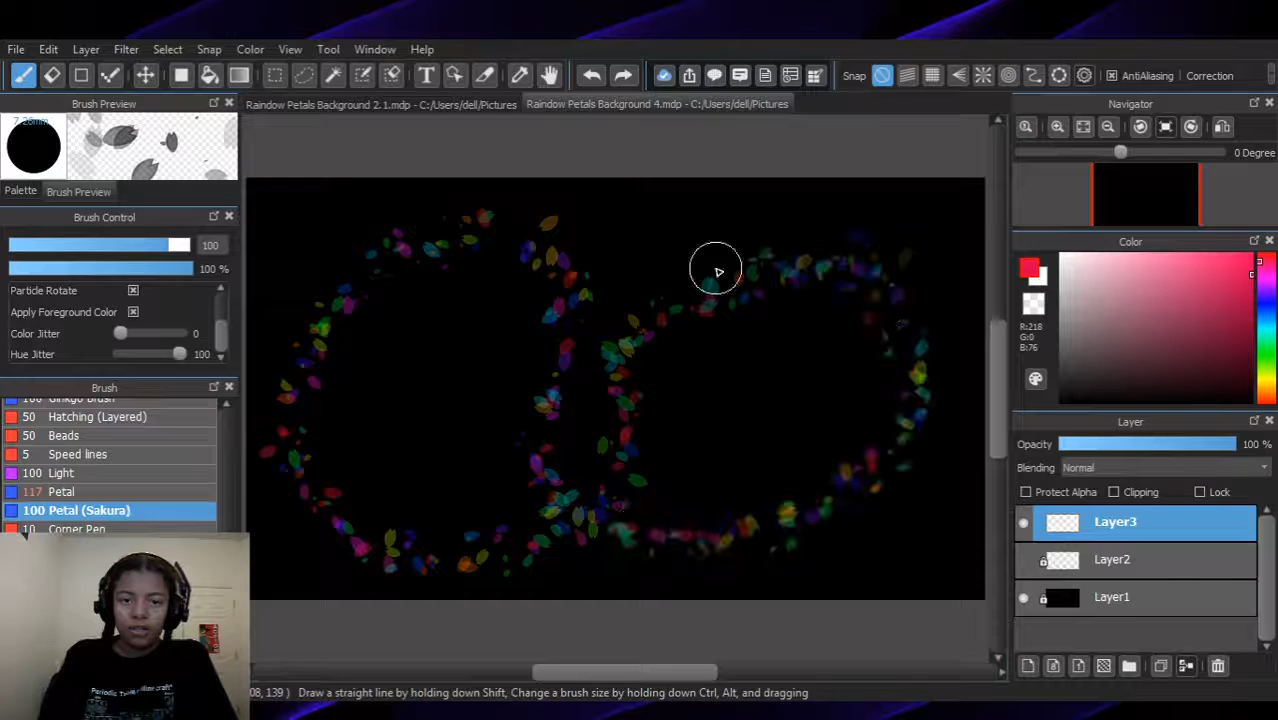 File Edit Layer Filter Select Snap Color View Tool Window Help
Snap AntiAliasing Correction
Brush Preview
Raindow Petals Background 2.1.mdp - C:/Users/dell/Pictures
Raindow Petals Background 4.mdp - C:/Users/dell/Pictures
Navigator
0 Degree
Palette Brush Preview
Brush Control
100
100 %
Particle Rotate
Apply Foreground Color
Color Jitter 0
Hue Jitter 100
Brush
100 Ginkgo Brush
50 Hatching (Layered)
50 Beads
5 Speed lines
100 Light
117 Petal
100 Petal (Sakura)
10 Corner Pen
Color
R:218
G:0
B:76
Layer
Opacity 100 %
Blending Normal
Protect Alpha Clipping Lock
Layer3
Layer2
Layer1
08, 139 ) Draw a straight line by holding down Shift, Change a brush size by holding down Ctrl, Alt, and dragging